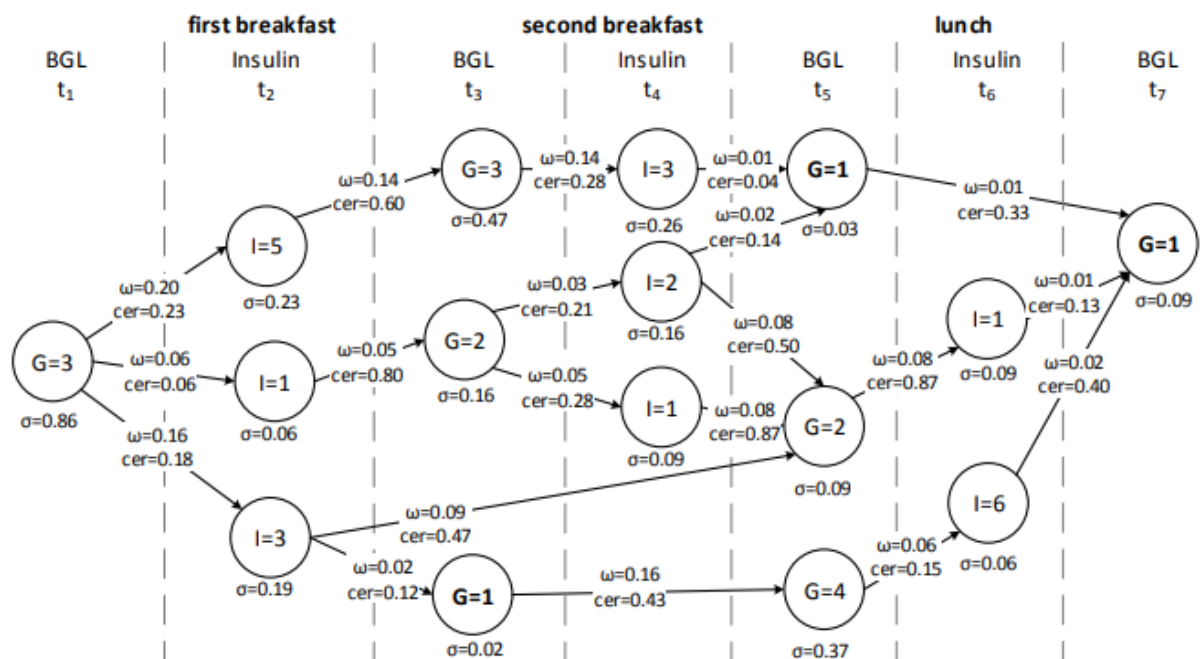 first breakfast second breakfast lunch
BGL Insulin BGL Insulin BGL Insulin BGL
t₁ t₂ t₃ t₄ t₅ t₆ t₇
G=3
σ=0.86
ω=0.20
cer=0.23
ω=0.06
cer=0.06
ω=0.16
cer=0.18
I=5
σ=0.23
I=1
σ=0.06
I=3
σ=0.19
ω=0.14
cer=0.60
ω=0.05
cer=0.80
ω=0.09
cer=0.47
ω=0.02
cer=0.12
G=3
σ=0.47
G=2
σ=0.16
G=1
σ=0.02
ω=0.14
cer=0.28
ω=0.03
cer=0.21
ω=0.05
cer=0.28
ω=0.16
cer=0.43
I=3
σ=0.26
I=2
σ=0.16
I=1
σ=0.09
ω=0.01
cer=0.04
ω=0.02
cer=0.14
ω=0.08
cer=0.50
ω=0.08
cer=0.87
G=1
σ=0.03
G=2
σ=0.09
G=4
σ=0.37
ω=0.01
cer=0.33
ω=0.08
cer=0.87
ω=0.06
cer=0.15
I=1
σ=0.09
I=6
σ=0.06
ω=0.01
cer=0.13
ω=0.02
cer=0.40
G=1
σ=0.09